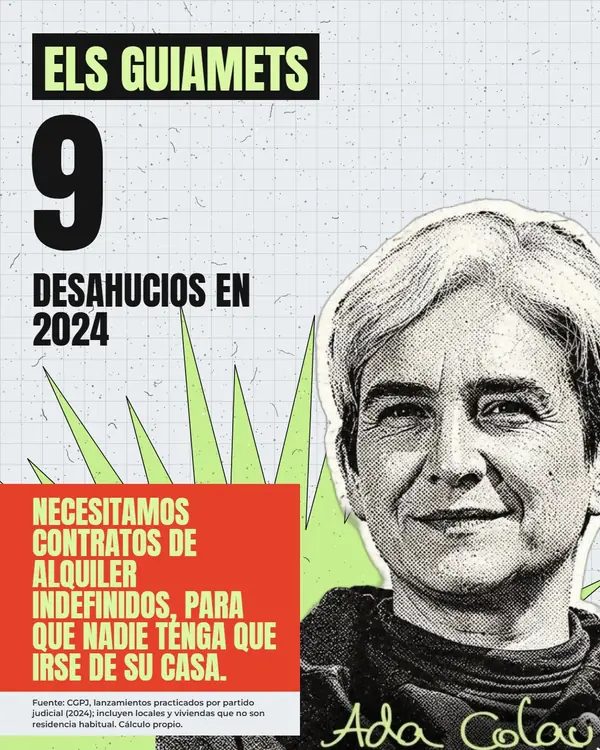 ELS GUIAMETS
9
DESAHUCIOS EN
2024
NECESITAMOS
CONTRATOS DE
ALQUILER
INDEFINIDOS, PARA
QUE NADIE TENGA QUE
IRSE DE SU CASA.
Fuente: CGPJ, lanzamientos practicados por partido
judicial (2024); incluyen locales y viviendas que no son
residencia habitual. Cálculo propio.
Ada Colau